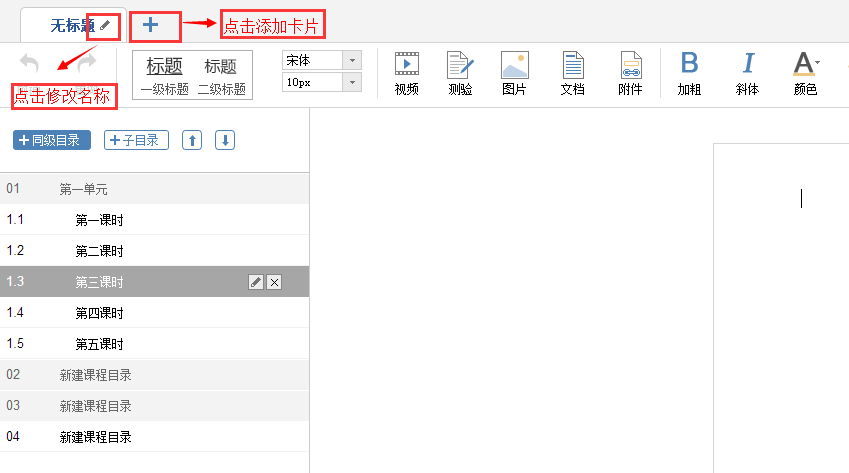 无标题
点击添加卡片
点击修改名称
标题 标题
一级标题 二级标题
宋体
10px
视频 测验 图片 文档 附件
B I A
加粗 斜体 颜色
同级目录 子目录
01 第一单元
1.1 第一课时
1.2 第二课时
1.3 第三课时
1.4 第四课时
1.5 第五课时
02 新建课程目录
03 新建课程目录
04 新建课程目录